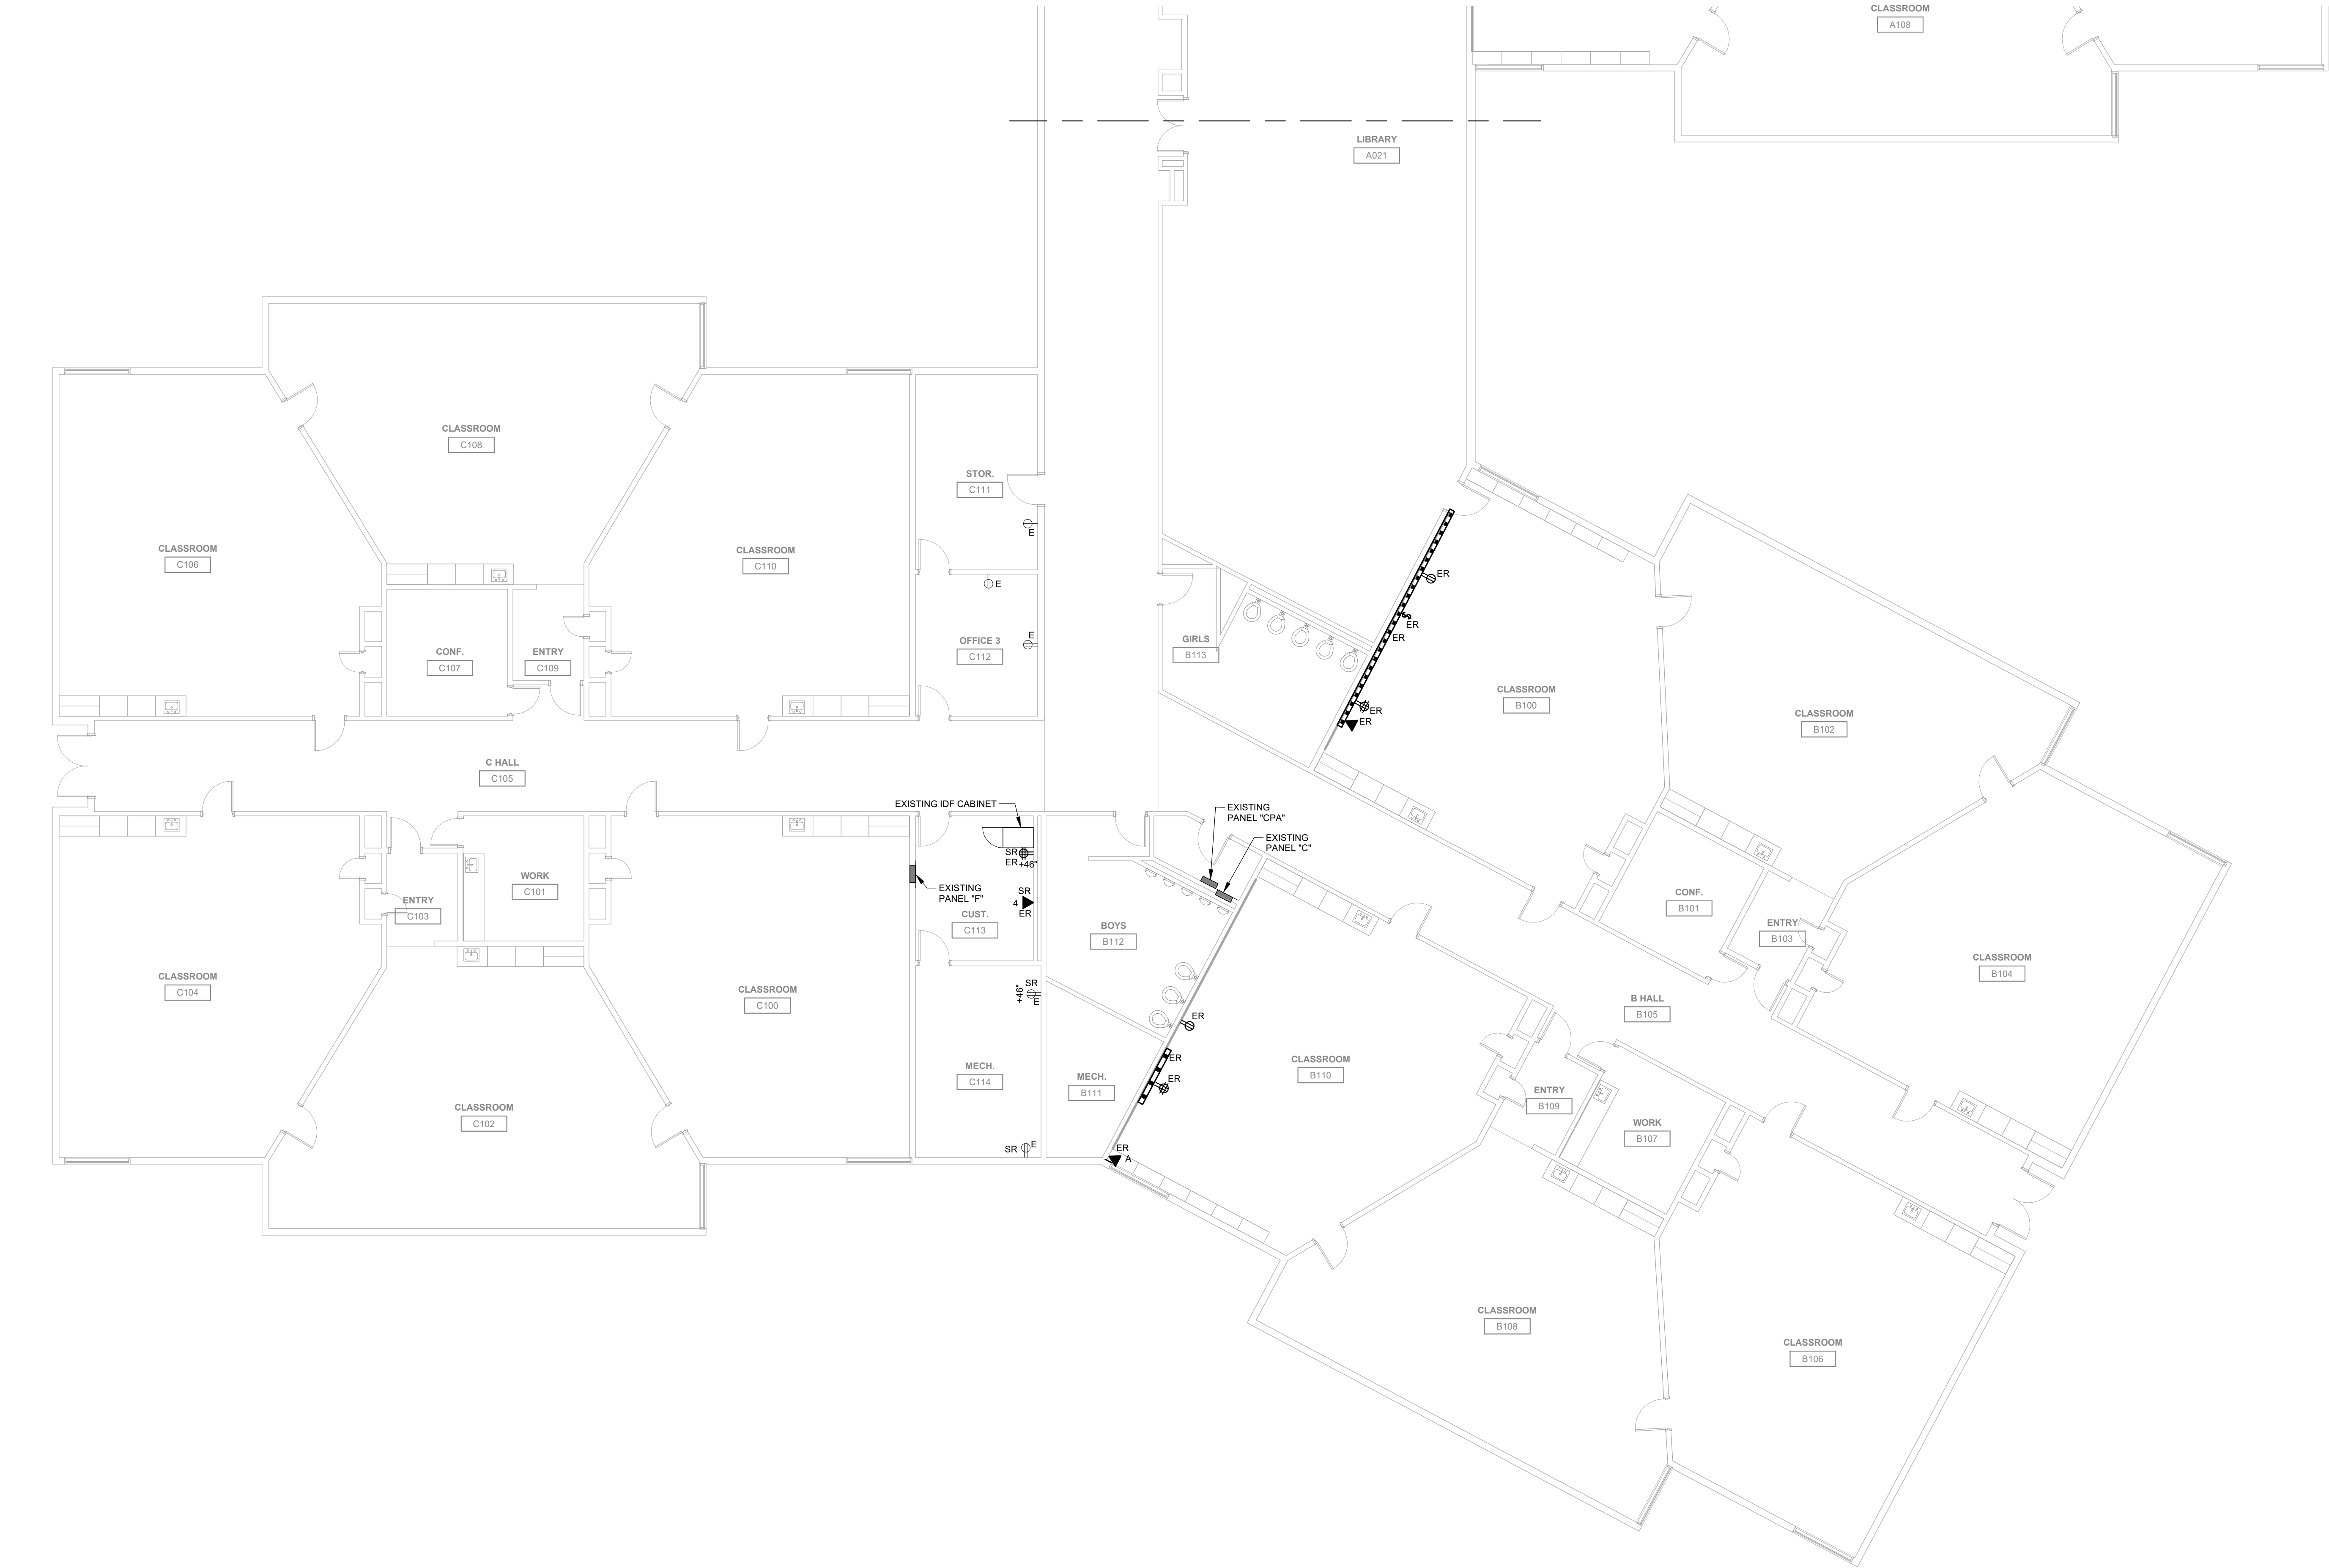 CLASSROOM
A108
LIBRARY
A021
CLASSROOM
C108
STOR.
C111
E
CLASSROOM
C106
CLASSROOM
C110
E
E
OFFICE 3
C112
CONF.
C107
ENTRY
C109
GIRLS
B113
ER
ER
ER
ER
ER
CLASSROOM
B100
CLASSROOM
B102
C HALL
C105
EXISTING IDF CABINET
EXISTING
PANEL "CPA"
EXISTING
PANEL "C"
SR
ER
+46"
WORK
C101
EXISTING
PANEL "F"
SR
4
ER
ENTRY
C103
CUST.
C113
BOYS
B112
CONF.
B101
ENTRY
B103
CLASSROOM
C104
CLASSROOM
C100
SR
+46"
E
CLASSROOM
B104
B HALL
B105
ER
ER
ER
MECH.
C114
MECH.
B111
CLASSROOM
B110
ENTRY
B109
WORK
B107
CLASSROOM
C102
SR
E
ER
A
CLASSROOM
B108
CLASSROOM
B106